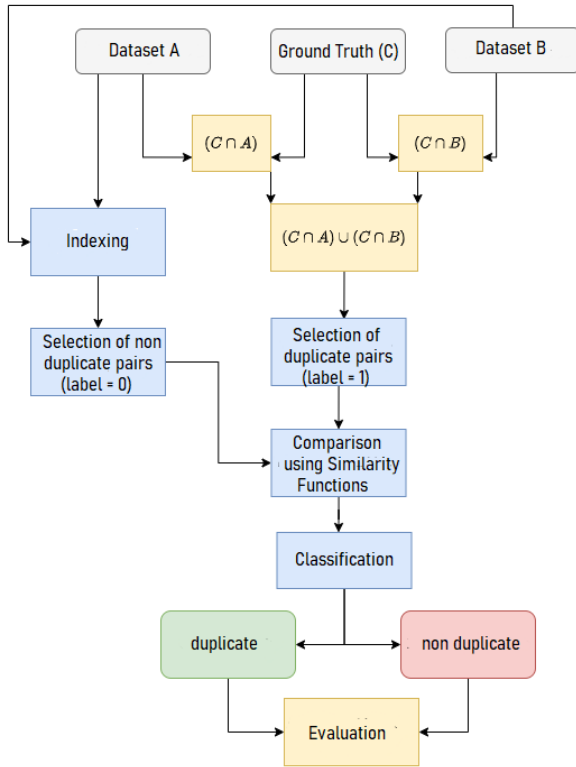 Dataset A
Ground Truth (C)
Dataset B
(C ∩ A)
(C ∩ B)
Indexing
(C ∩ A) ∪ (C ∩ B)
Selection of non
duplicate pairs
(label = 0)
Selection of
duplicate pairs
(label = 1)
Comparison
using Similarity
Functions
Classification
duplicate
non duplicate
Evaluation